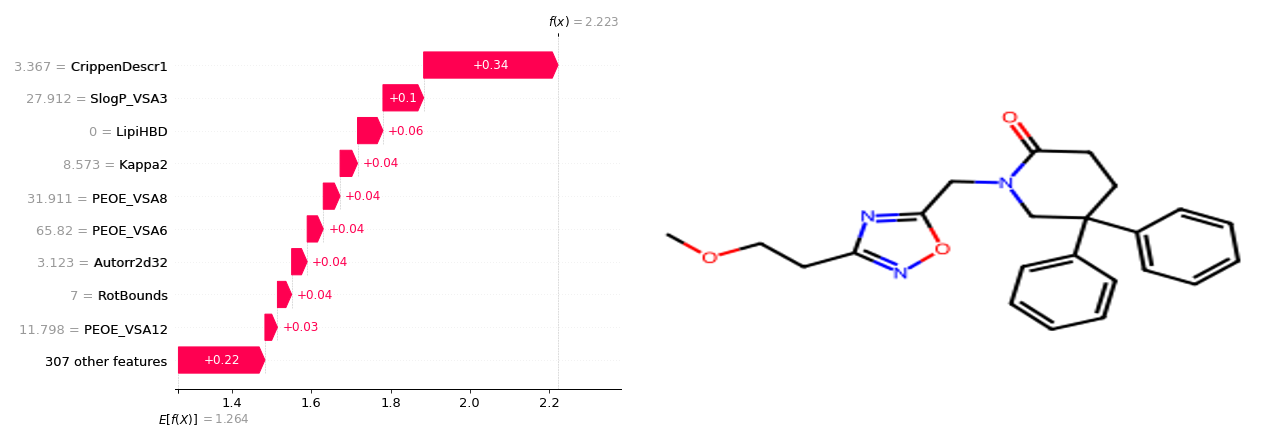 f(x) = 2.223
3.367 = CrippenDescr1
+0.34
27.912 = SlogP_VSA3
+0.1
0 = LipiHBD
+0.06
8.573 = Kappa2
+0.04
31.911 = PEOE_VSA8
+0.04
65.82 = PEOE_VSA6
+0.04
3.123 = Autorr2d32
+0.04
7 = RotBounds
+0.04
11.798 = PEOE_VSA12
+0.03
307 other features
+0.22
1.4 1.6 1.8 2.0 2.2
E[f(X)] = 1.264
O
N
N
O
O
N